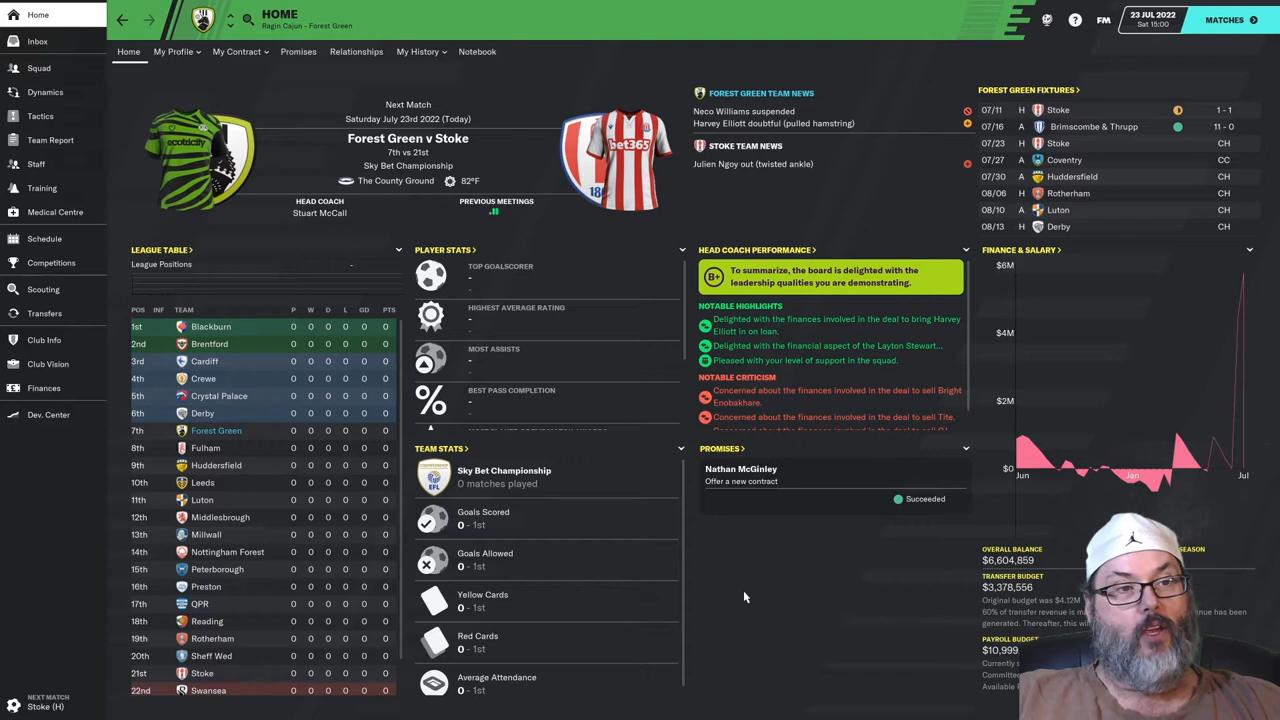 Home
Inbox
Squad
Dynamics
Tactics
Team Report
Staff
Training
Medical Centre
Schedule
Competitions
Scouting
Transfers
Club Info
Club Vision
Finances
Dev. Center
NEXT MATCH
Stoke (H)
HOME
Ragin Cajun - Forest Green
FM
23 JUL 2022
Sat 15:00
MATCHES
Home
My Profile
My Contract
Promises
Relationships
My History
Notebook
Next Match
Saturday July 23rd 2022 (Today)
Forest Green v Stoke
7th vs 21st
Sky Bet Championship
The County Ground
82°F
HEAD COACH
Stuart McCall
PREVIOUS MEETINGS
ecotricity
bet365
FOREST GREEN TEAM NEWS
Neco Williams suspended
Harvey Elliott doubtful (pulled hamstring)
STOKE TEAM NEWS
Julien Ngoy out (twisted ankle)
FOREST GREEN FIXTURES >
07/11 H Stoke 1 - 1
07/16 A Brimscombe & Thrupp 11 - 0
07/23 H Stoke CH
07/27 A Coventry CC
07/30 A Huddersfield CH
08/06 H Rotherham CH
08/10 A Luton CH
08/13 H Derby CH
LEAGUE TABLE >
League Positions -
POS INF TEAM P W D L GD PTS
1st Blackburn 0 0 0 0 0 0
2nd Brentford 0 0 0 0 0 0
3rd Cardiff 0 0 0 0 0 0
4th Crewe 0 0 0 0 0 0
5th Crystal Palace 0 0 0 0 0 0
6th Derby 0 0 0 0 0 0
7th Forest Green 0 0 0 0 0 0
8th Fulham 0 0 0 0 0 0
9th Huddersfield 0 0 0 0 0 0
10th Leeds 0 0 0 0 0 0
11th Luton 0 0 0 0 0 0
12th Middlesbrough 0 0 0 0 0 0
13th Millwall 0 0 0 0 0 0
14th Nottingham Forest 0 0 0 0 0 0
15th Peterborough 0 0 0 0 0 0
16th Preston 0 0 0 0 0 0
17th QPR 0 0 0 0 0 0
18th Reading 0 0 0 0 0 0
19th Rotherham 0 0 0 0 0 0
20th Sheff Wed 0 0 0 0 0 0
21st Stoke 0 0 0 0 0 0
22nd Swansea 0 0 0 0 0 0
PLAYER STATS >
TOP GOALSCORER
-
-
HIGHEST AVERAGE RATING
-
-
MOST ASSISTS
-
-
BEST PASS COMPLETION
-
-
TEAM STATS >
Sky Bet Championship
0 matches played
Goals Scored
0 - 1st
Goals Allowed
0 - 1st
Yellow Cards
0 - 1st
Red Cards
0 - 1st
Average Attendance
0 - 1st
HEAD COACH PERFORMANCE >
B+
To summarize, the board is delighted with the
leadership qualities you are demonstrating.
NOTABLE HIGHLIGHTS
Delighted with the finances involved in the deal to bring Harvey
Elliott in on loan.
Delighted with the financial aspect of the Layton Stewart...
Pleased with your level of support in the squad.
NOTABLE CRITICISM
Concerned about the finances involved in the deal to sell Bright
Enobakhare.
Concerned about the finances involved in the deal to sell Tite.
PROMISES >
Nathan McGinley
Offer a new contract
Succeeded
FINANCE & SALARY >
$6M
$4M
$2M
$0
Jun Jan Jul
OVERALL BALANCE
SEASON
$6,604,859
TRANSFER BUDGET
$3,378,556
Original budget was $4.12M
60% of transfer revenue is
generated. Thereafter, this
PAYROLL BUDGET
$10,999